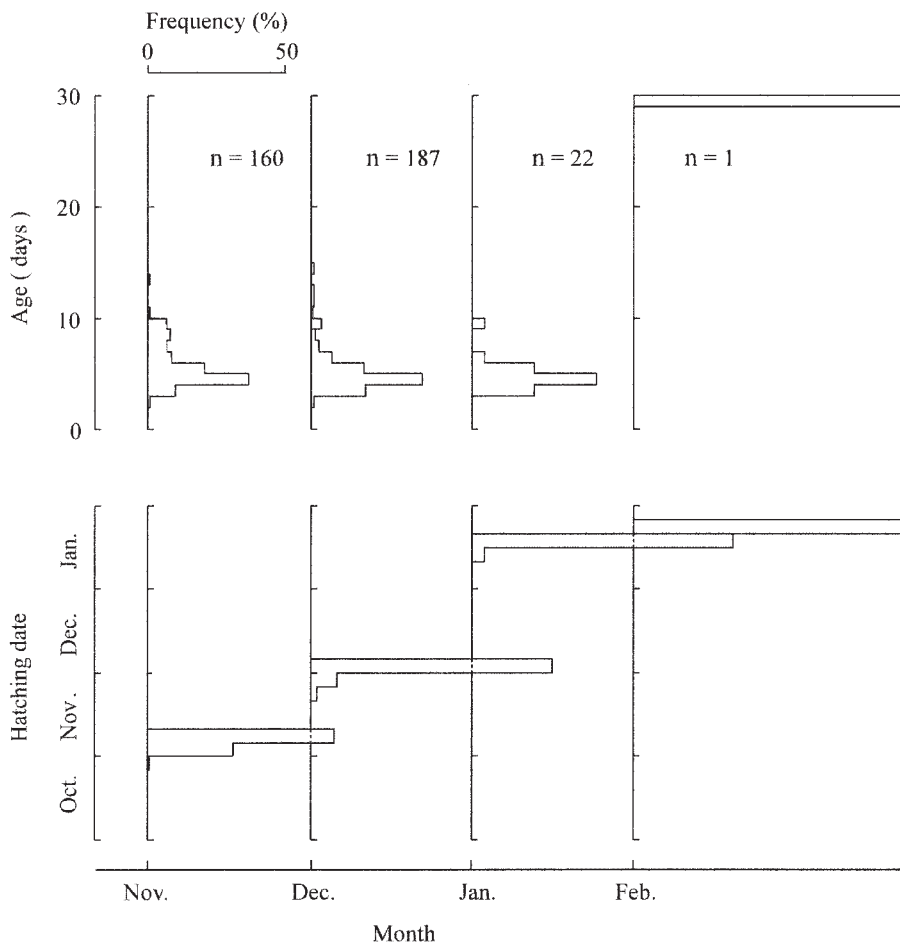 Frequency (%)
0 50
30
n = 160 n = 187 n = 22 n = 1
20
Age ( days )
10
0
Jan.
Dec.
Hatching date
Nov.
Oct.
Nov. Dec. Jan. Feb.
Month